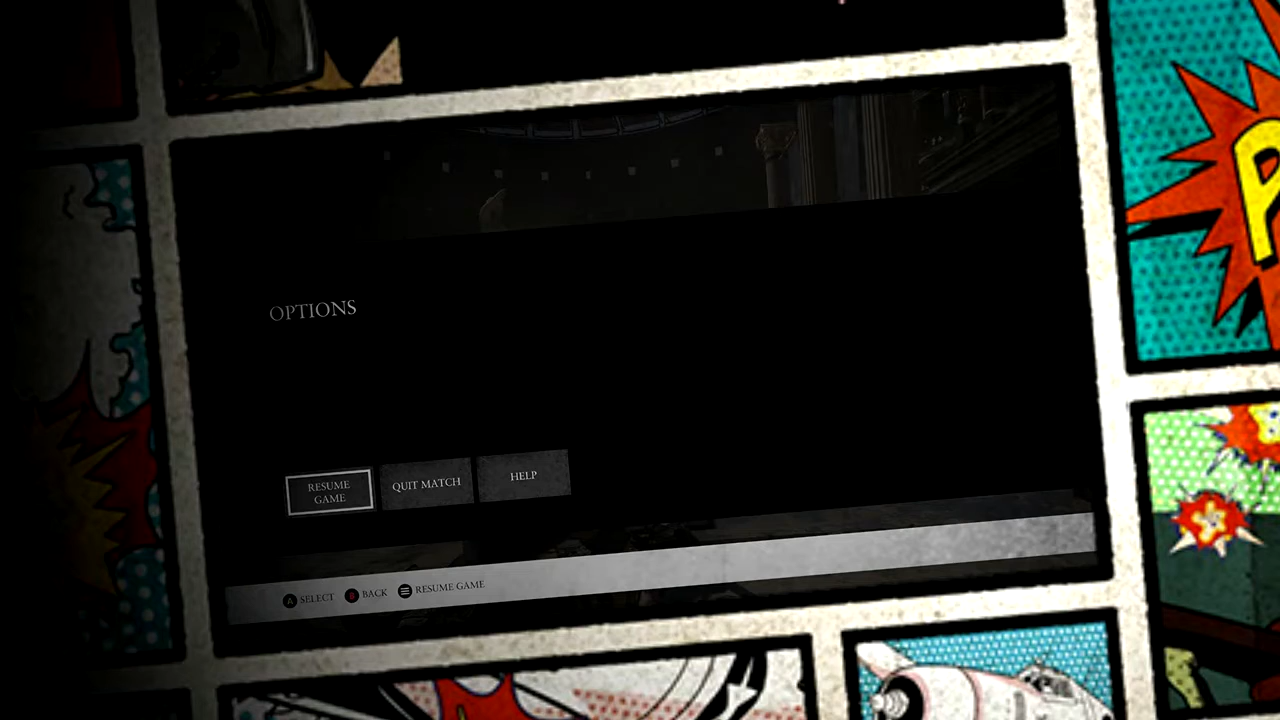 OPTIONS
RESUME
GAME
QUIT MATCH
HELP
A SELECT B BACK RESUME GAME
P